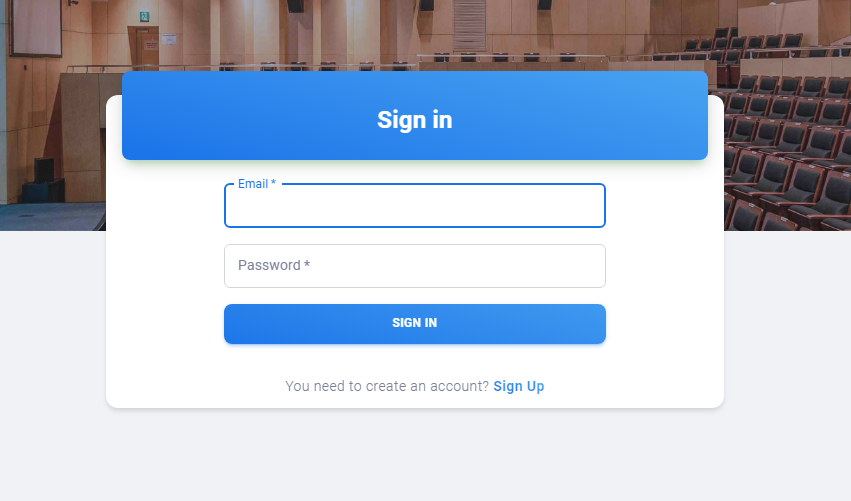 Sign in
Email *
Password *
SIGN IN
You need to create an account? Sign Up